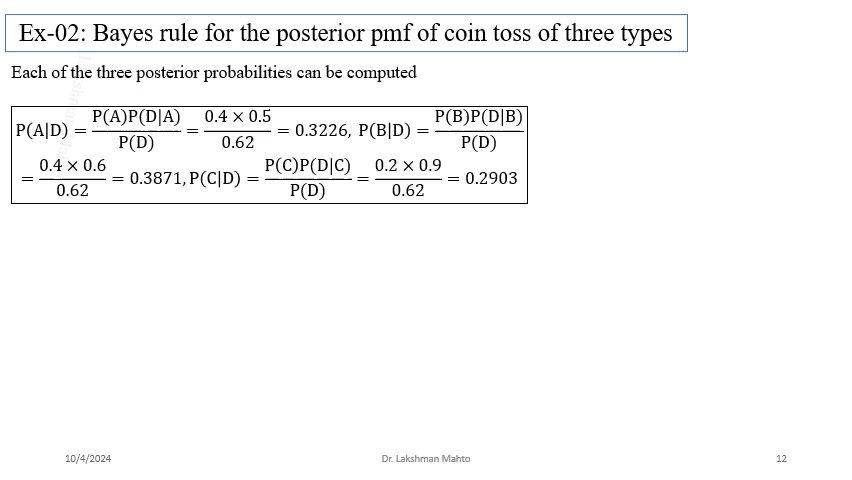 Ex-02: Bayes rule for the posterior pmf of coin toss of three types
Each of the three posterior probabilities can be computed
P(A|D) = P(A)P(D|A) / P(D) = 0.4 × 0.5 / 0.62 = 0.3226, P(B|D) = P(B)P(D|B) / P(D)
= 0.4 × 0.6 / 0.62 = 0.3871, P(C|D) = P(C)P(D|C) / P(D) = 0.2 × 0.9 / 0.62 = 0.2903
10/4/2024 Dr. Lakshman Mahto 12